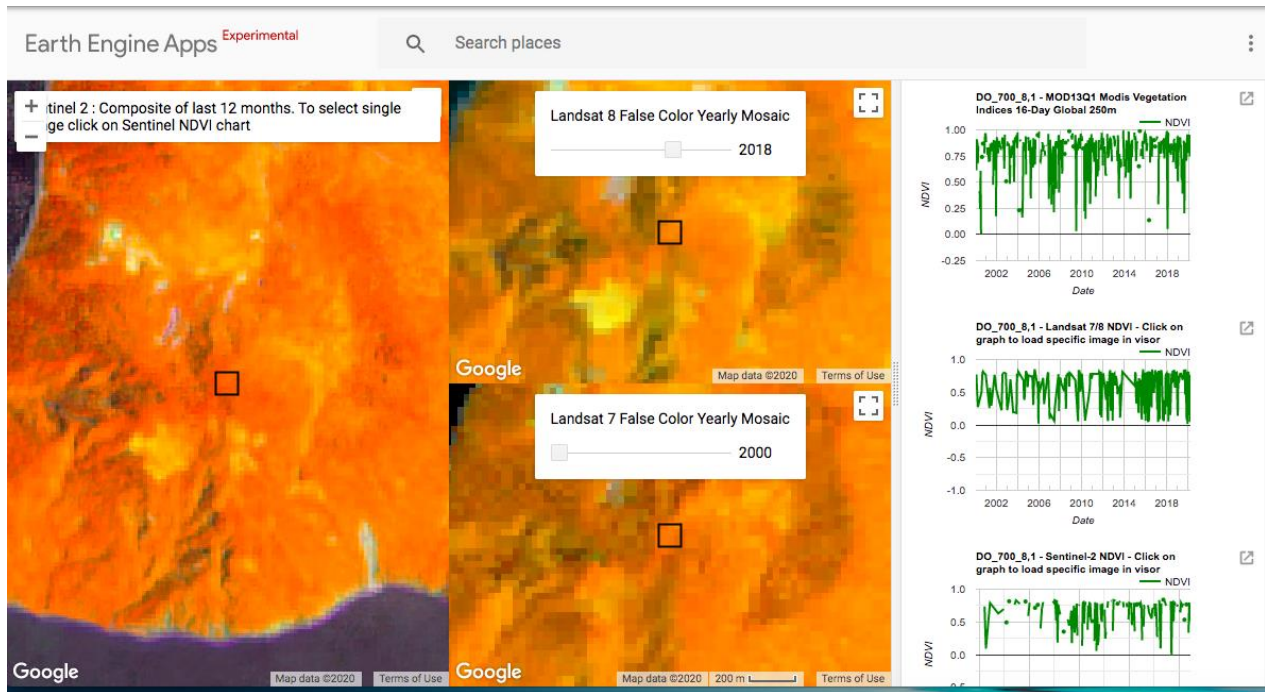 Earth Engine Apps Experimental
Search places
+
tinel 2 : Composite of last 12 months. To select single
ge click on Sentinel NDVI chart
−
Google
Map data ©2020
Terms of Use
Landsat 8 False Color Yearly Mosaic
2018
Google
Map data ©2020
Terms of Use
Landsat 7 False Color Yearly Mosaic
2000
Google
Map data ©2020
200 m
Terms of Use
DO_700_8,1 - MOD13Q1 Modis Vegetation
Indices 16-Day Global 250m
NDVI
1.00
0.75
0.50
0.25
0.00
-0.25
NDVI
2002 2006 2010 2014 2018
Date
DO_700_8,1 - Landsat 7/8 NDVI - Click on
graph to load specific image in visor
NDVI
1.0
0.5
0.0
-0.5
-1.0
NDVI
2002 2006 2010 2014 2018
Date
DO_700_8,1 - Sentinel-2 NDVI - Click on
graph to load specific image in visor
NDVI
1.0
0.5
0.0
NDVI